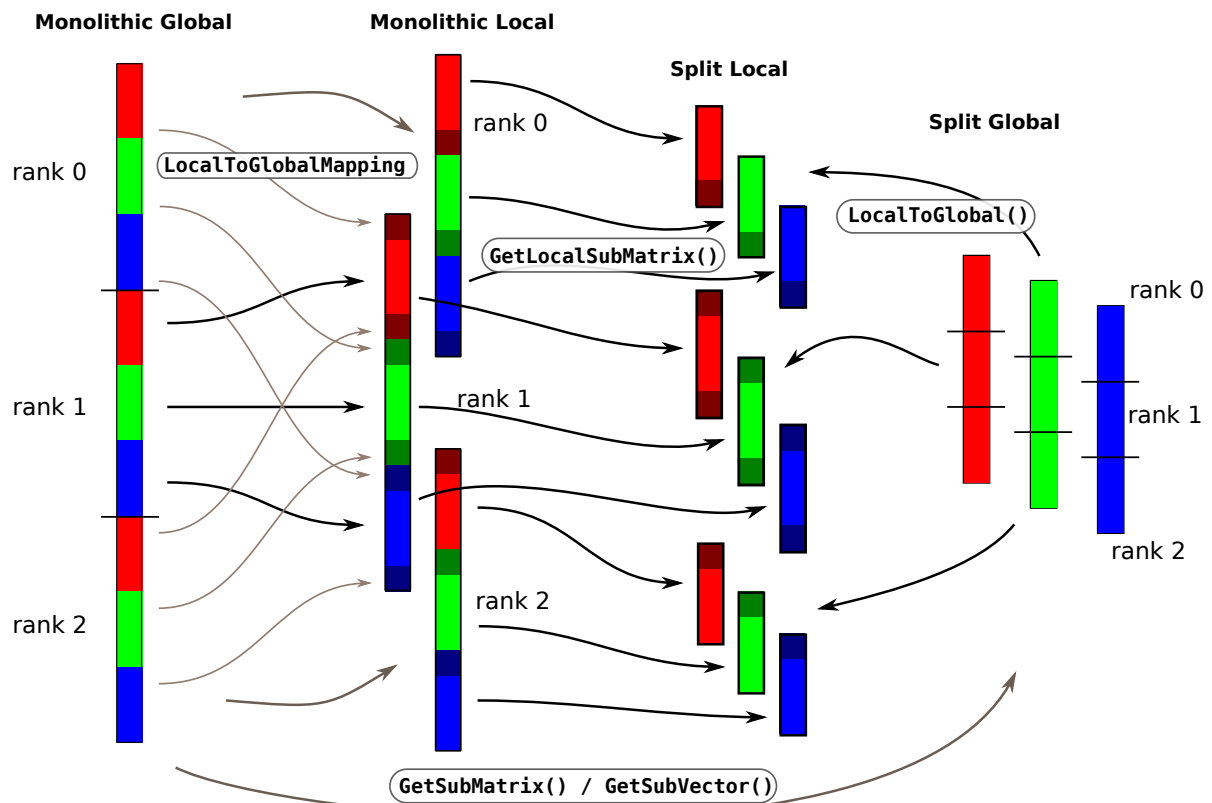 Monolithic Global
Monolithic Local
Split Local
Split Global
rank 0
rank 0
LocalToGlobalMapping
LocalToGlobal()
GetLocalSubMatrix()
rank 0
rank 1
rank 1
rank 1
rank 2
rank 2
rank 2
GetSubMatrix() / GetSubVector()